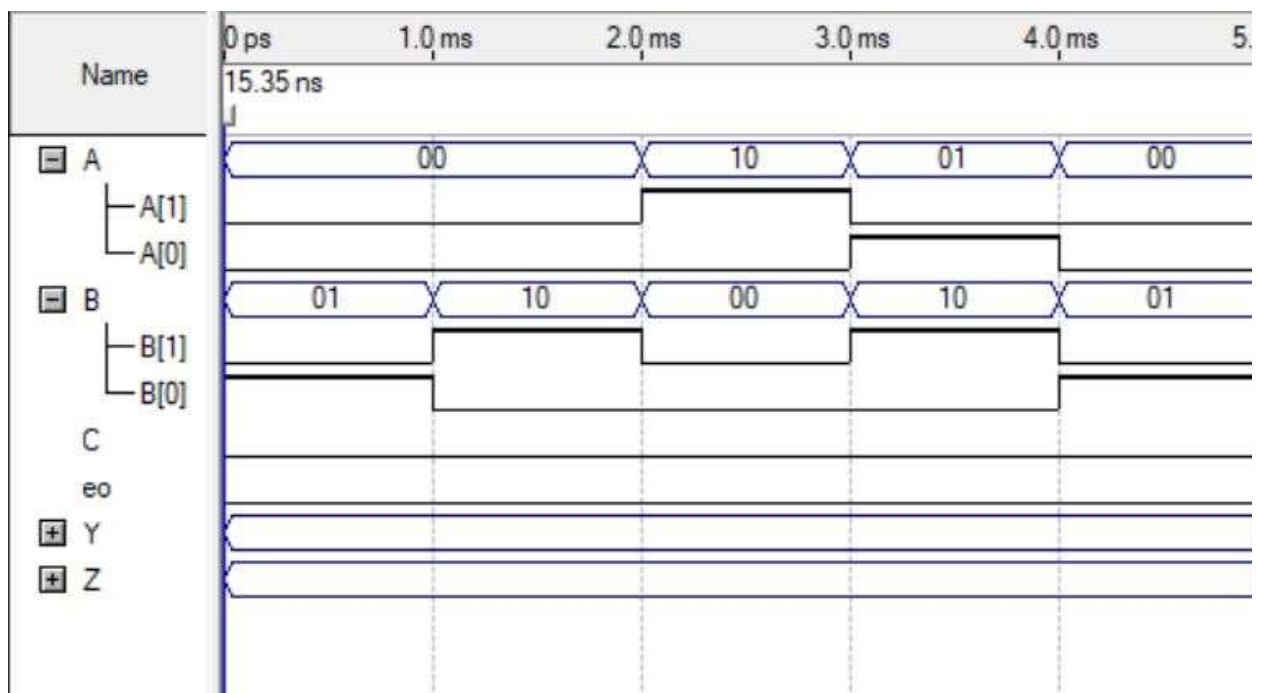 Name
0 ps 1.0 ms 2.0 ms 3.0 ms 4.0 ms 5.
15.35 ns
A 00 10 01 00
A[1]
A[0]
B 01 10 00 10 01
B[1]
B[0]
C
eo
Y
Z